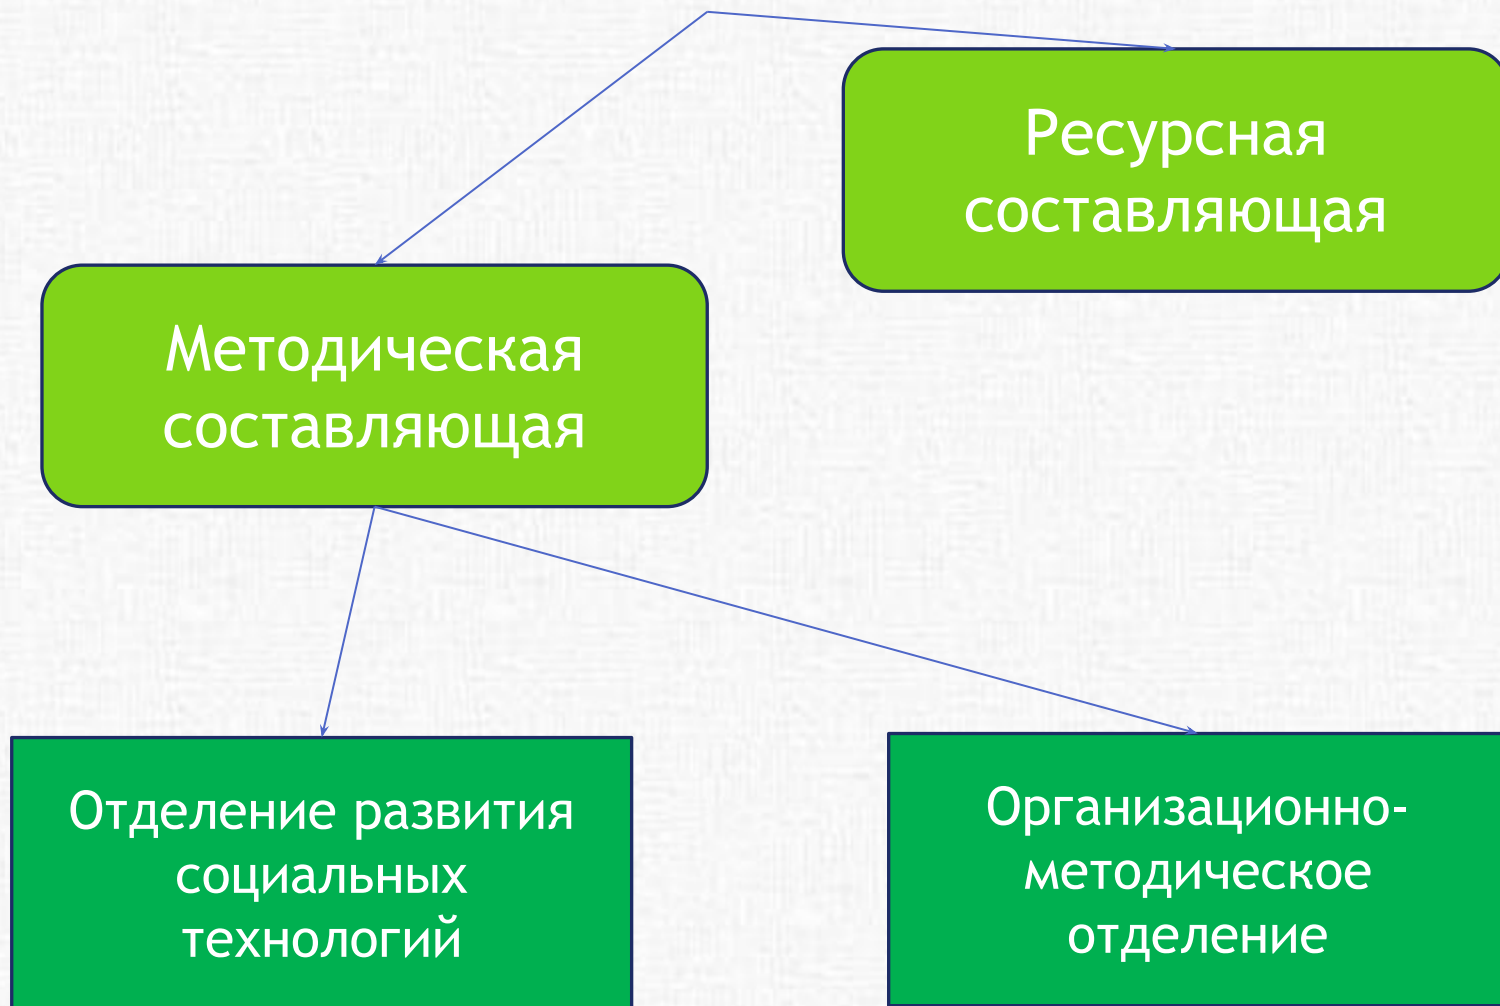 Ресурсная
составляющая
Методическая
составляющая
Отделение развития
социальных
технологий
Организационно-
методическое
отделение